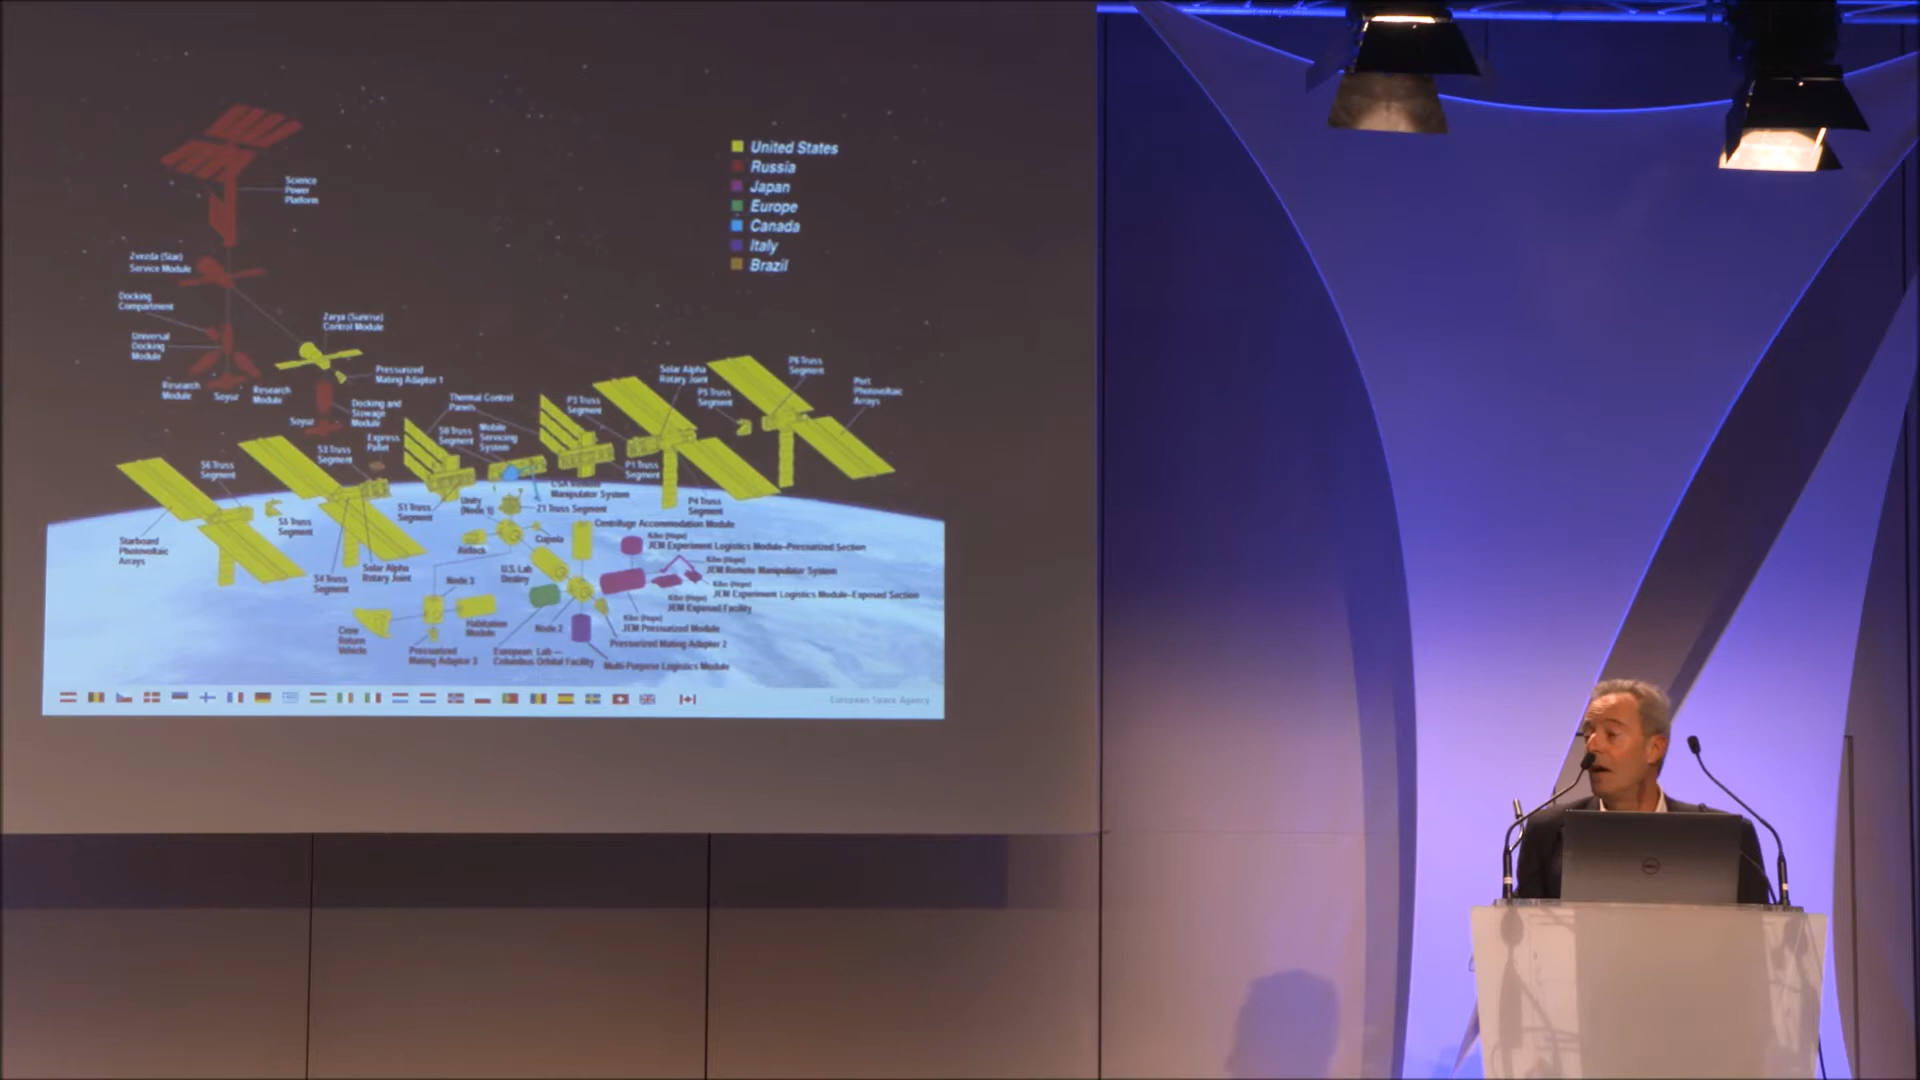 United States
Russia
Japan
Europe
Canada
Italy
Brazil
Science
Power
Platform
Zvezda (Star)
Service Module
Docking
Compartment
Universal
Docking
Module
Research
Module
Soyuz
Research
Module
Zarya (Sunrise)
Control Module
Pressurized
Mating Adaptor 1
Soyuz
Docking and
Stowage
Module
Thermal Control
Panels
Express
Pallet
S0 Truss
Segment
Mobile
Servicing
System
P3 Truss
Segment
Solar Alpha
Rotary Joint
P5 Truss
Segment
P6 Truss
Segment
Port
Photovoltaic
Arrays
S6 Truss
Segment
S3 Truss
Segment
P1 Truss
Segment
S5 Truss
Segment
S1 Truss
Segment
Unity
(Node 1)
CSA Remote
Manipulator System
Z1 Truss Segment
P4 Truss
Segment
Starboard
Photovoltaic
Arrays
S4 Truss
Segment
Solar Alpha
Rotary Joint
Airlock
Cupola
Centrifuge Accommodation Module
Kibo (Hope)
JEM Experiment Logistics Module–Pressurized Section
Kibo (Hope)
JEM Remote Manipulator System
Kibo (Hope)
JEM Experiment Logistics Module–Exposed Section
Kibo (Hope)
JEM Exposed Facility
Kibo (Hope)
JEM Pressurized Module
Node 3
U.S. Lab
Destiny
Habitation
Module
Node 2
Crew
Return
Vehicle
Pressurized
Mating Adaptor 3
European Lab—
Columbus Orbital Facility
Pressurized Mating Adaptor 2
Multi-Purpose Logistics Module
European Space Agency
DELL